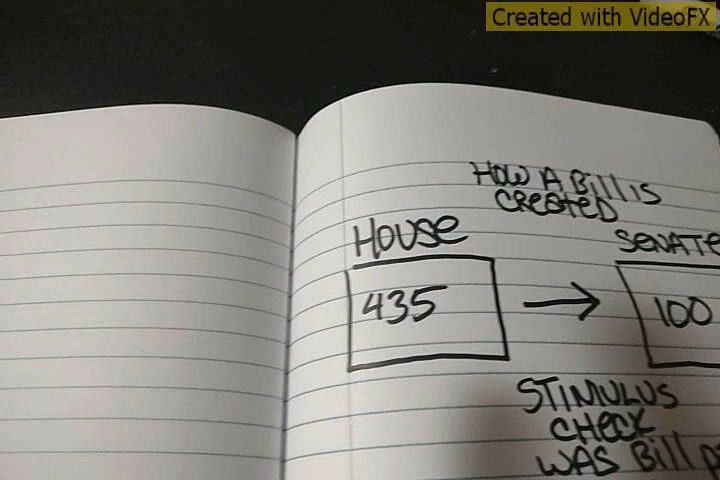 Created with VideoFX
HOW A Bill is
CREATED
HOUSE
SENATE
435
100
STIMULUS
CHECK
WAS Bill